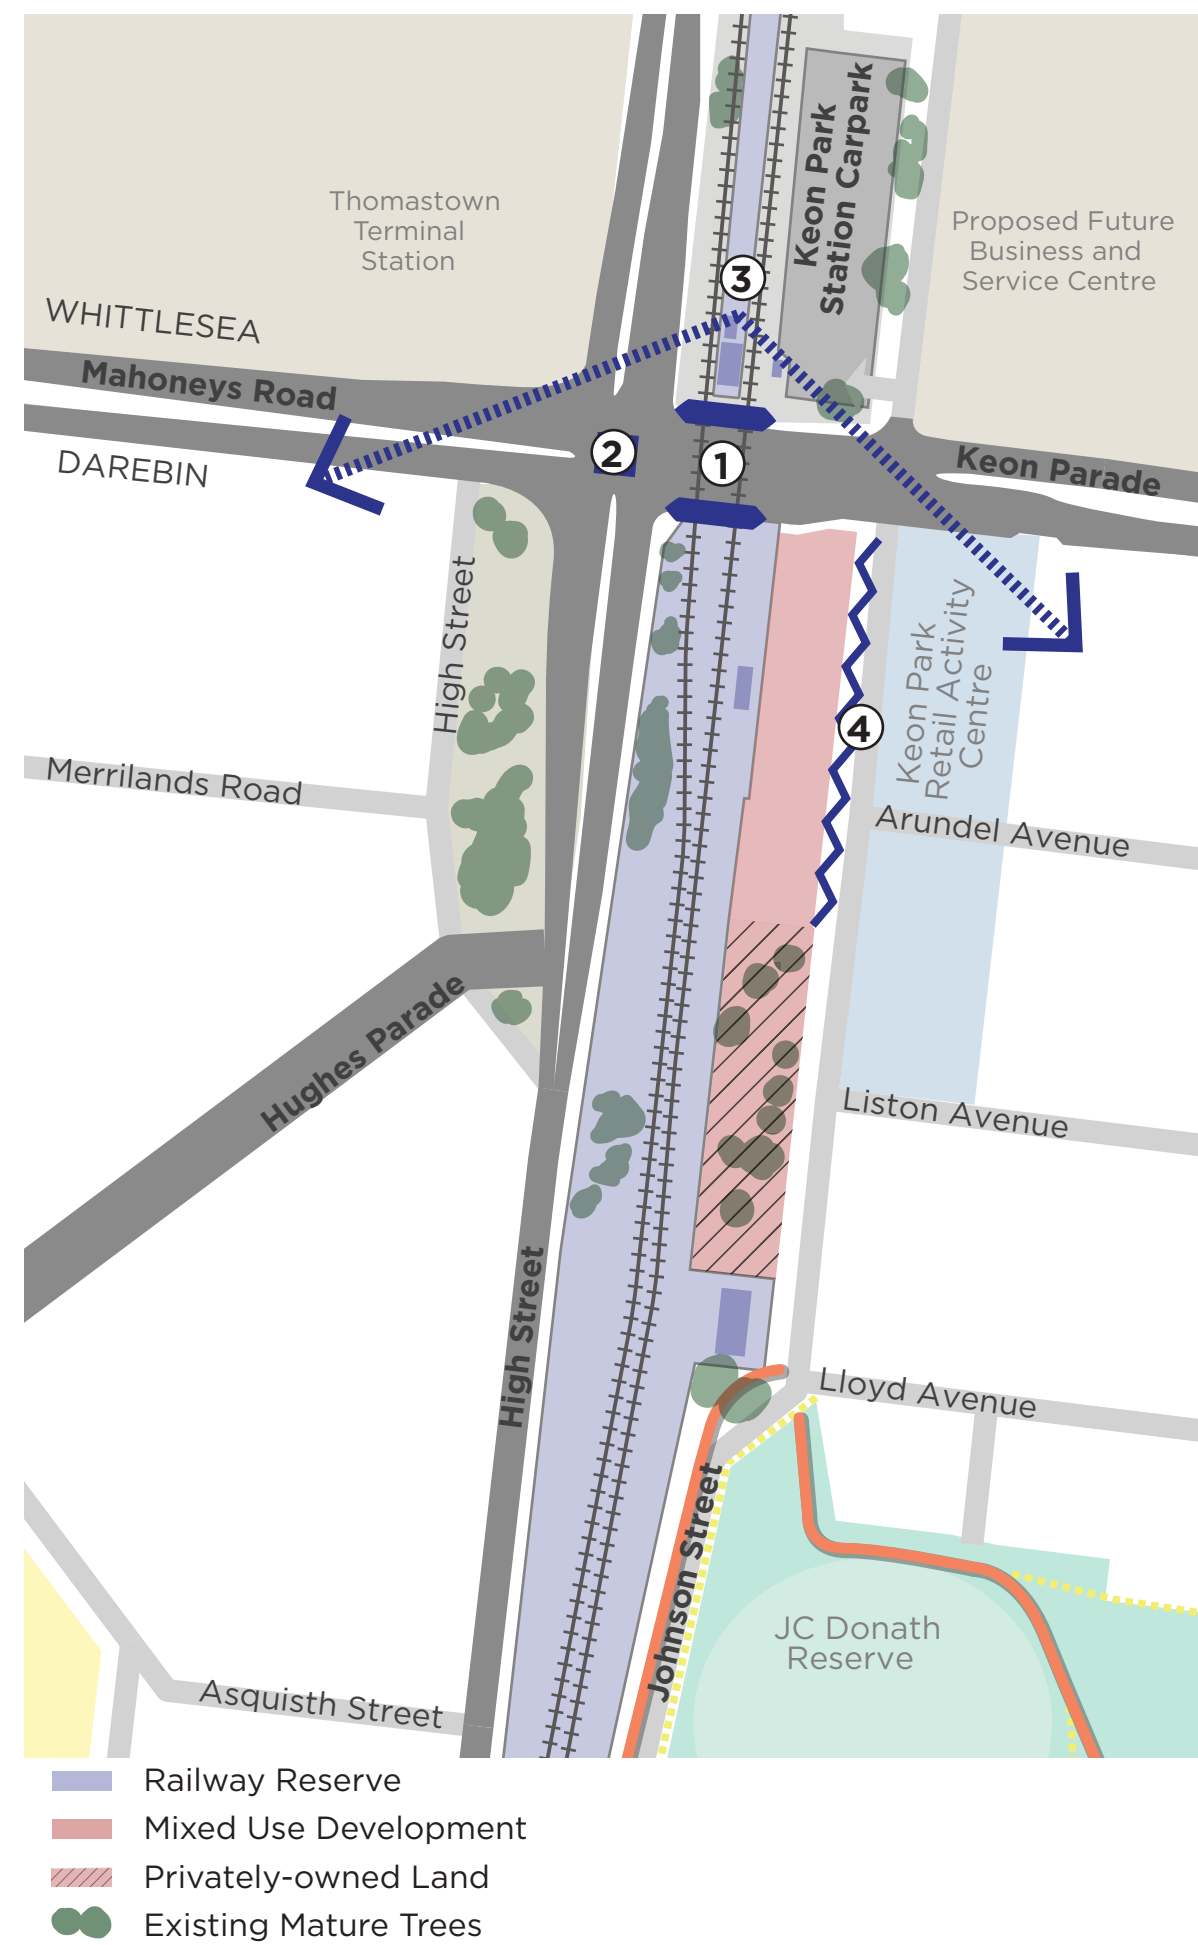 Keon Park
Station Carpark
Thomastown
Terminal
Station
Proposed Future
Business and
Service Centre
3
WHITTLESEA
Mahoneys Road
DAREBIN
2
1
Keon Parade
High Street
Keon Park
Retail Activity
Centre
4
Merrilands Road
Arundel Avenue
Hughes Parade
Liston Avenue
High Street
Lloyd Avenue
Johnson Street
JC Donath
Reserve
Asquisth Street
Railway Reserve
Mixed Use Development
Privately-owned Land
Existing Mature Trees